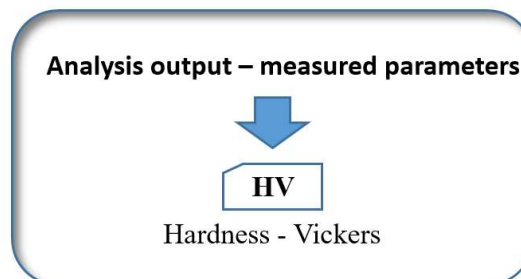 Analysis output – measured parameters
HV
Hardness - Vickers